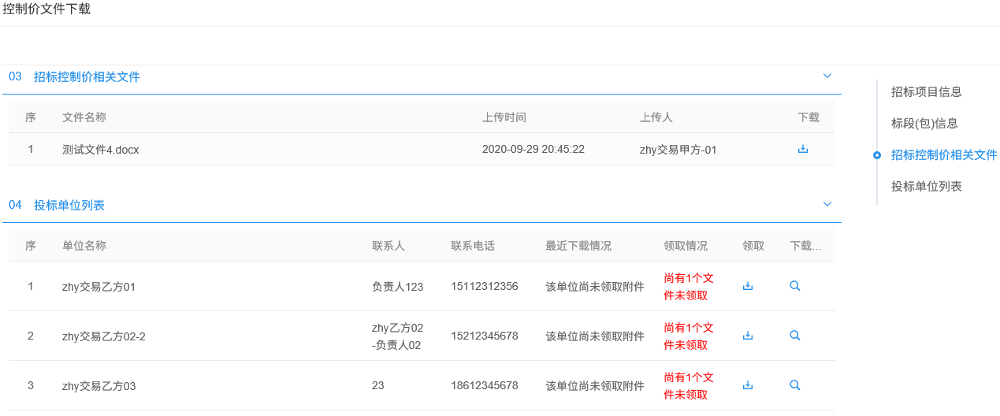 控制价文件下载
03 招标控制价相关文件
序 文件名称 上传时间 上传人 下载
1 测试文件4.docx 2020-09-29 20:45:22 zhy交易甲方-01
04 投标单位列表
序 单位名称 联系人 联系电话 最近下载情况 领取情况 领取 下载...
1 zhy交易乙方01 负责人123 15112312356 该单位尚未领取附件 尚有1个文
件未领取
2 zhy交易乙方02-2 zhy乙方02
-负责人02 15212345678 该单位尚未领取附件 尚有1个文
件未领取
3 zhy交易乙方03 23 18612345678 该单位尚未领取附件 尚有1个文
件未领取
招标项目信息
标段(包)信息
招标控制价相关文件
投标单位列表